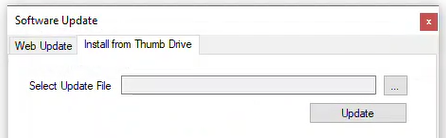 Software Update
x
Web Update
Install from Thumb Drive
Select Update File
...
Update